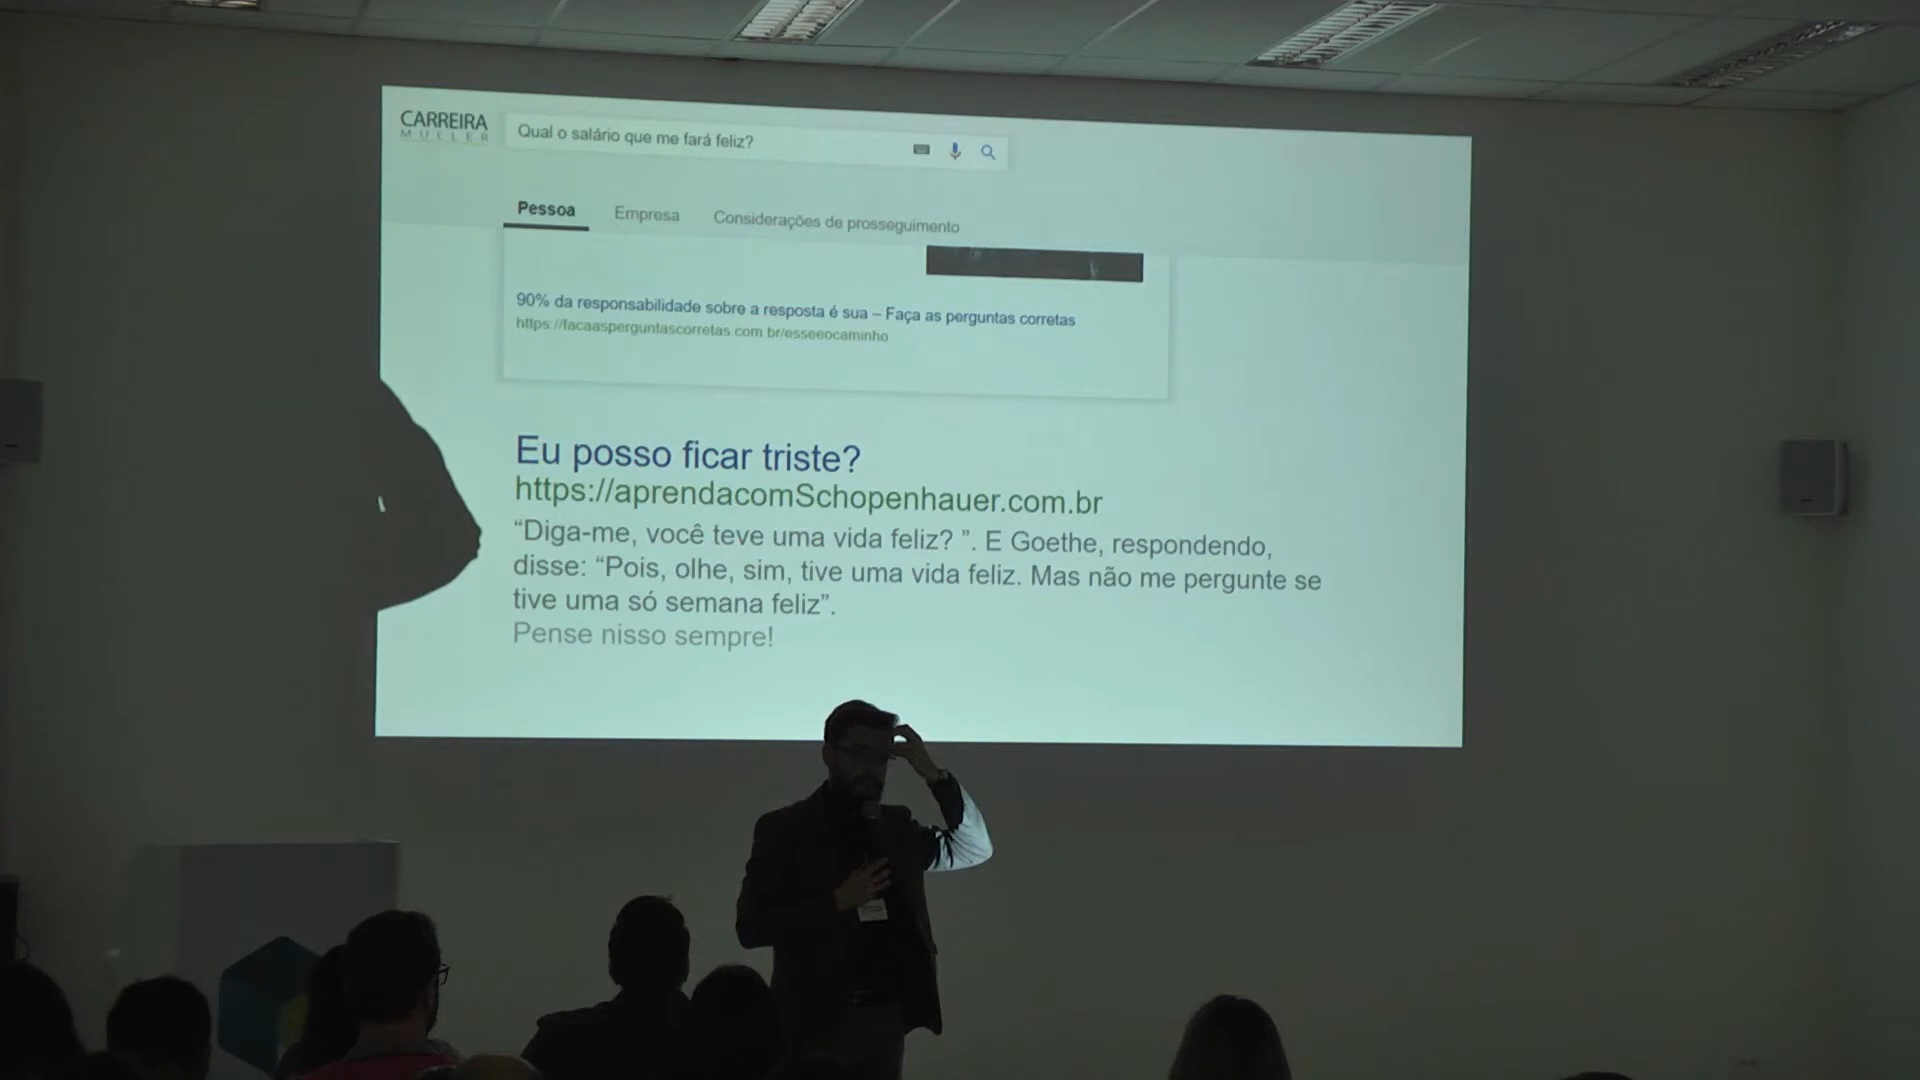 CARREIRA
MULLER
Qual o salário que me fará feliz?
Pessoa Empresa Considerações de prosseguimento
90% da responsabilidade sobre a resposta é sua – Faça as perguntas corretas
https://facaasperguntascorretas.com.br/esseeocaminho
Eu posso ficar triste?
https://aprendacomSchopenhauer.com.br
“Diga-me, você teve uma vida feliz? ”. E Goethe, respondendo,
disse: “Pois, olhe, sim, tive uma vida feliz. Mas não me pergunte se
tive uma só semana feliz”.
Pense nisso sempre!